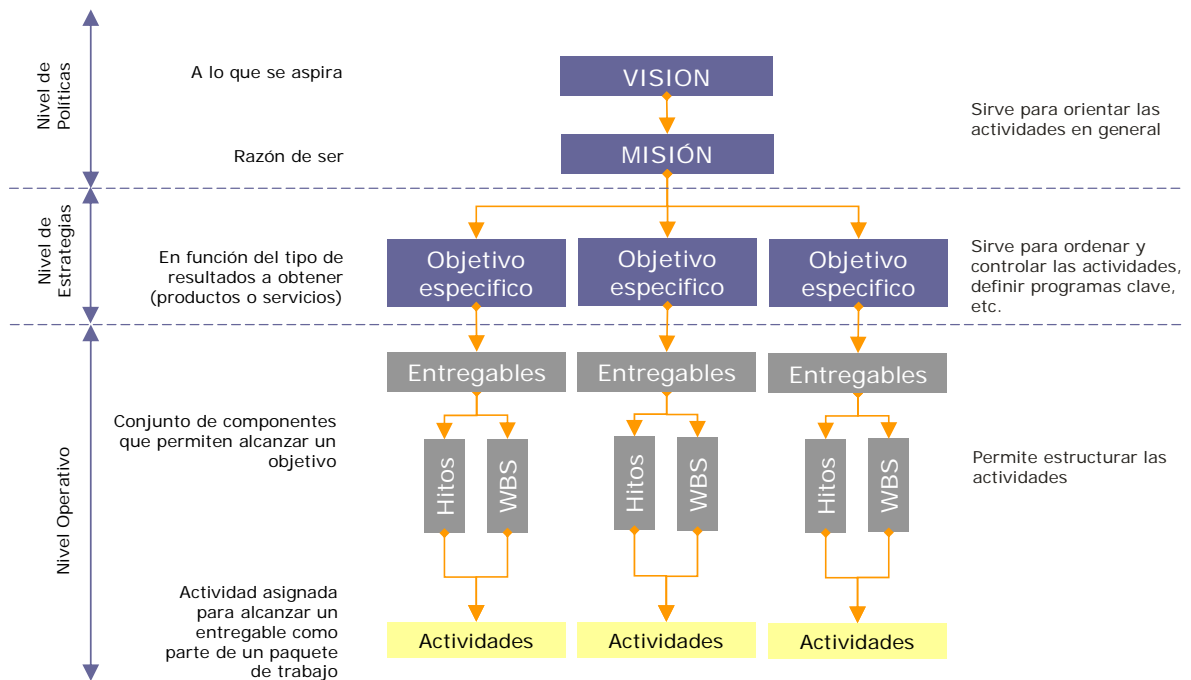 Nivel de
Políticas
A lo que se aspira
VISION
Sirve para orientar las
actividades en general
Razón de ser
MISIÓN
Nivel de
Estrategias
En función del tipo de
resultados a obtener
(productos o servicios)
Objetivo
especifico
Objetivo
especifico
Objetivo
especifico
Sirve para ordenar y
controlar las actividades,
definir programas clave,
etc.
Nivel Operativo
Entregables
Entregables
Entregables
Conjunto de componentes
que permiten alcanzar un
objetivo
Hitos
WBS
Hitos
WBS
Hitos
WBS
Permite estructurar las
actividades
Actividad asignada
para alcanzar un
entregable como
parte de un paquete
de trabajo
Actividades
Actividades
Actividades